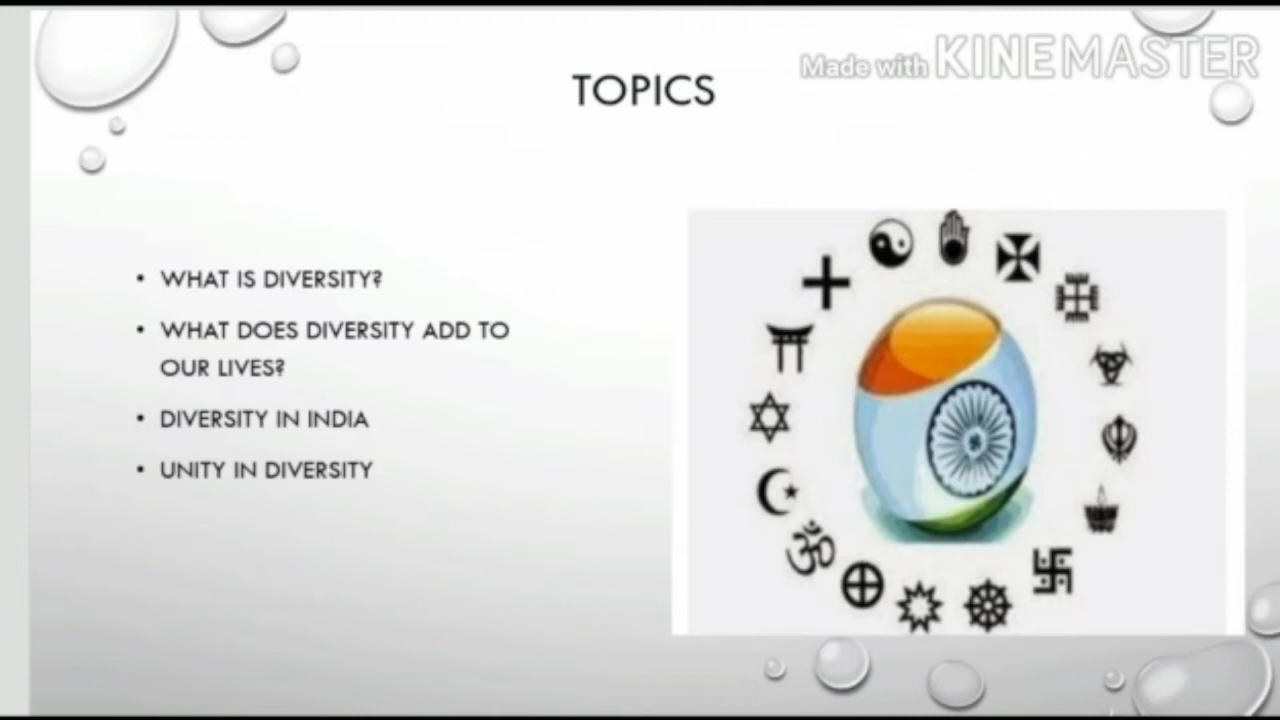 Made with KINEMASTER
TOPICS
• WHAT IS DIVERSITY?
• WHAT DOES DIVERSITY ADD TO
OUR LIVES?
• DIVERSITY IN INDIA
• UNITY IN DIVERSITY
ॐ